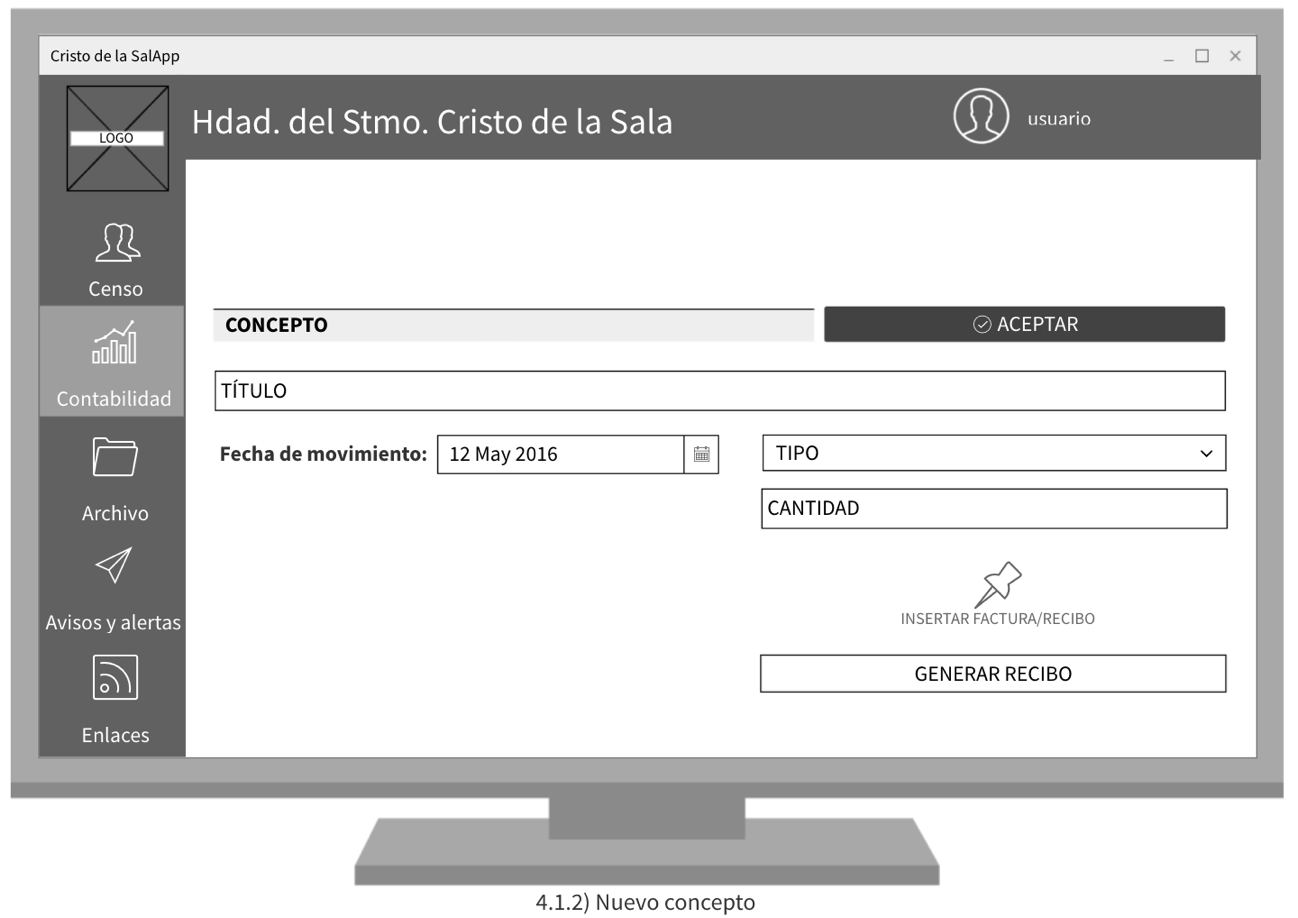 Cristo de la SalApp
LOGO
Hdad. del Stmo. Cristo de la Sala
usuario
Censo
Contabilidad
Archivo
Avisos y alertas
Enlaces
CONCEPTO
ACEPTAR
TÍTULO
Fecha de movimiento:
12 May 2016
TIPO
CANTIDAD
INSERTAR FACTURA/RECIBO
GENERAR RECIBO
4.1.2) Nuevo concepto